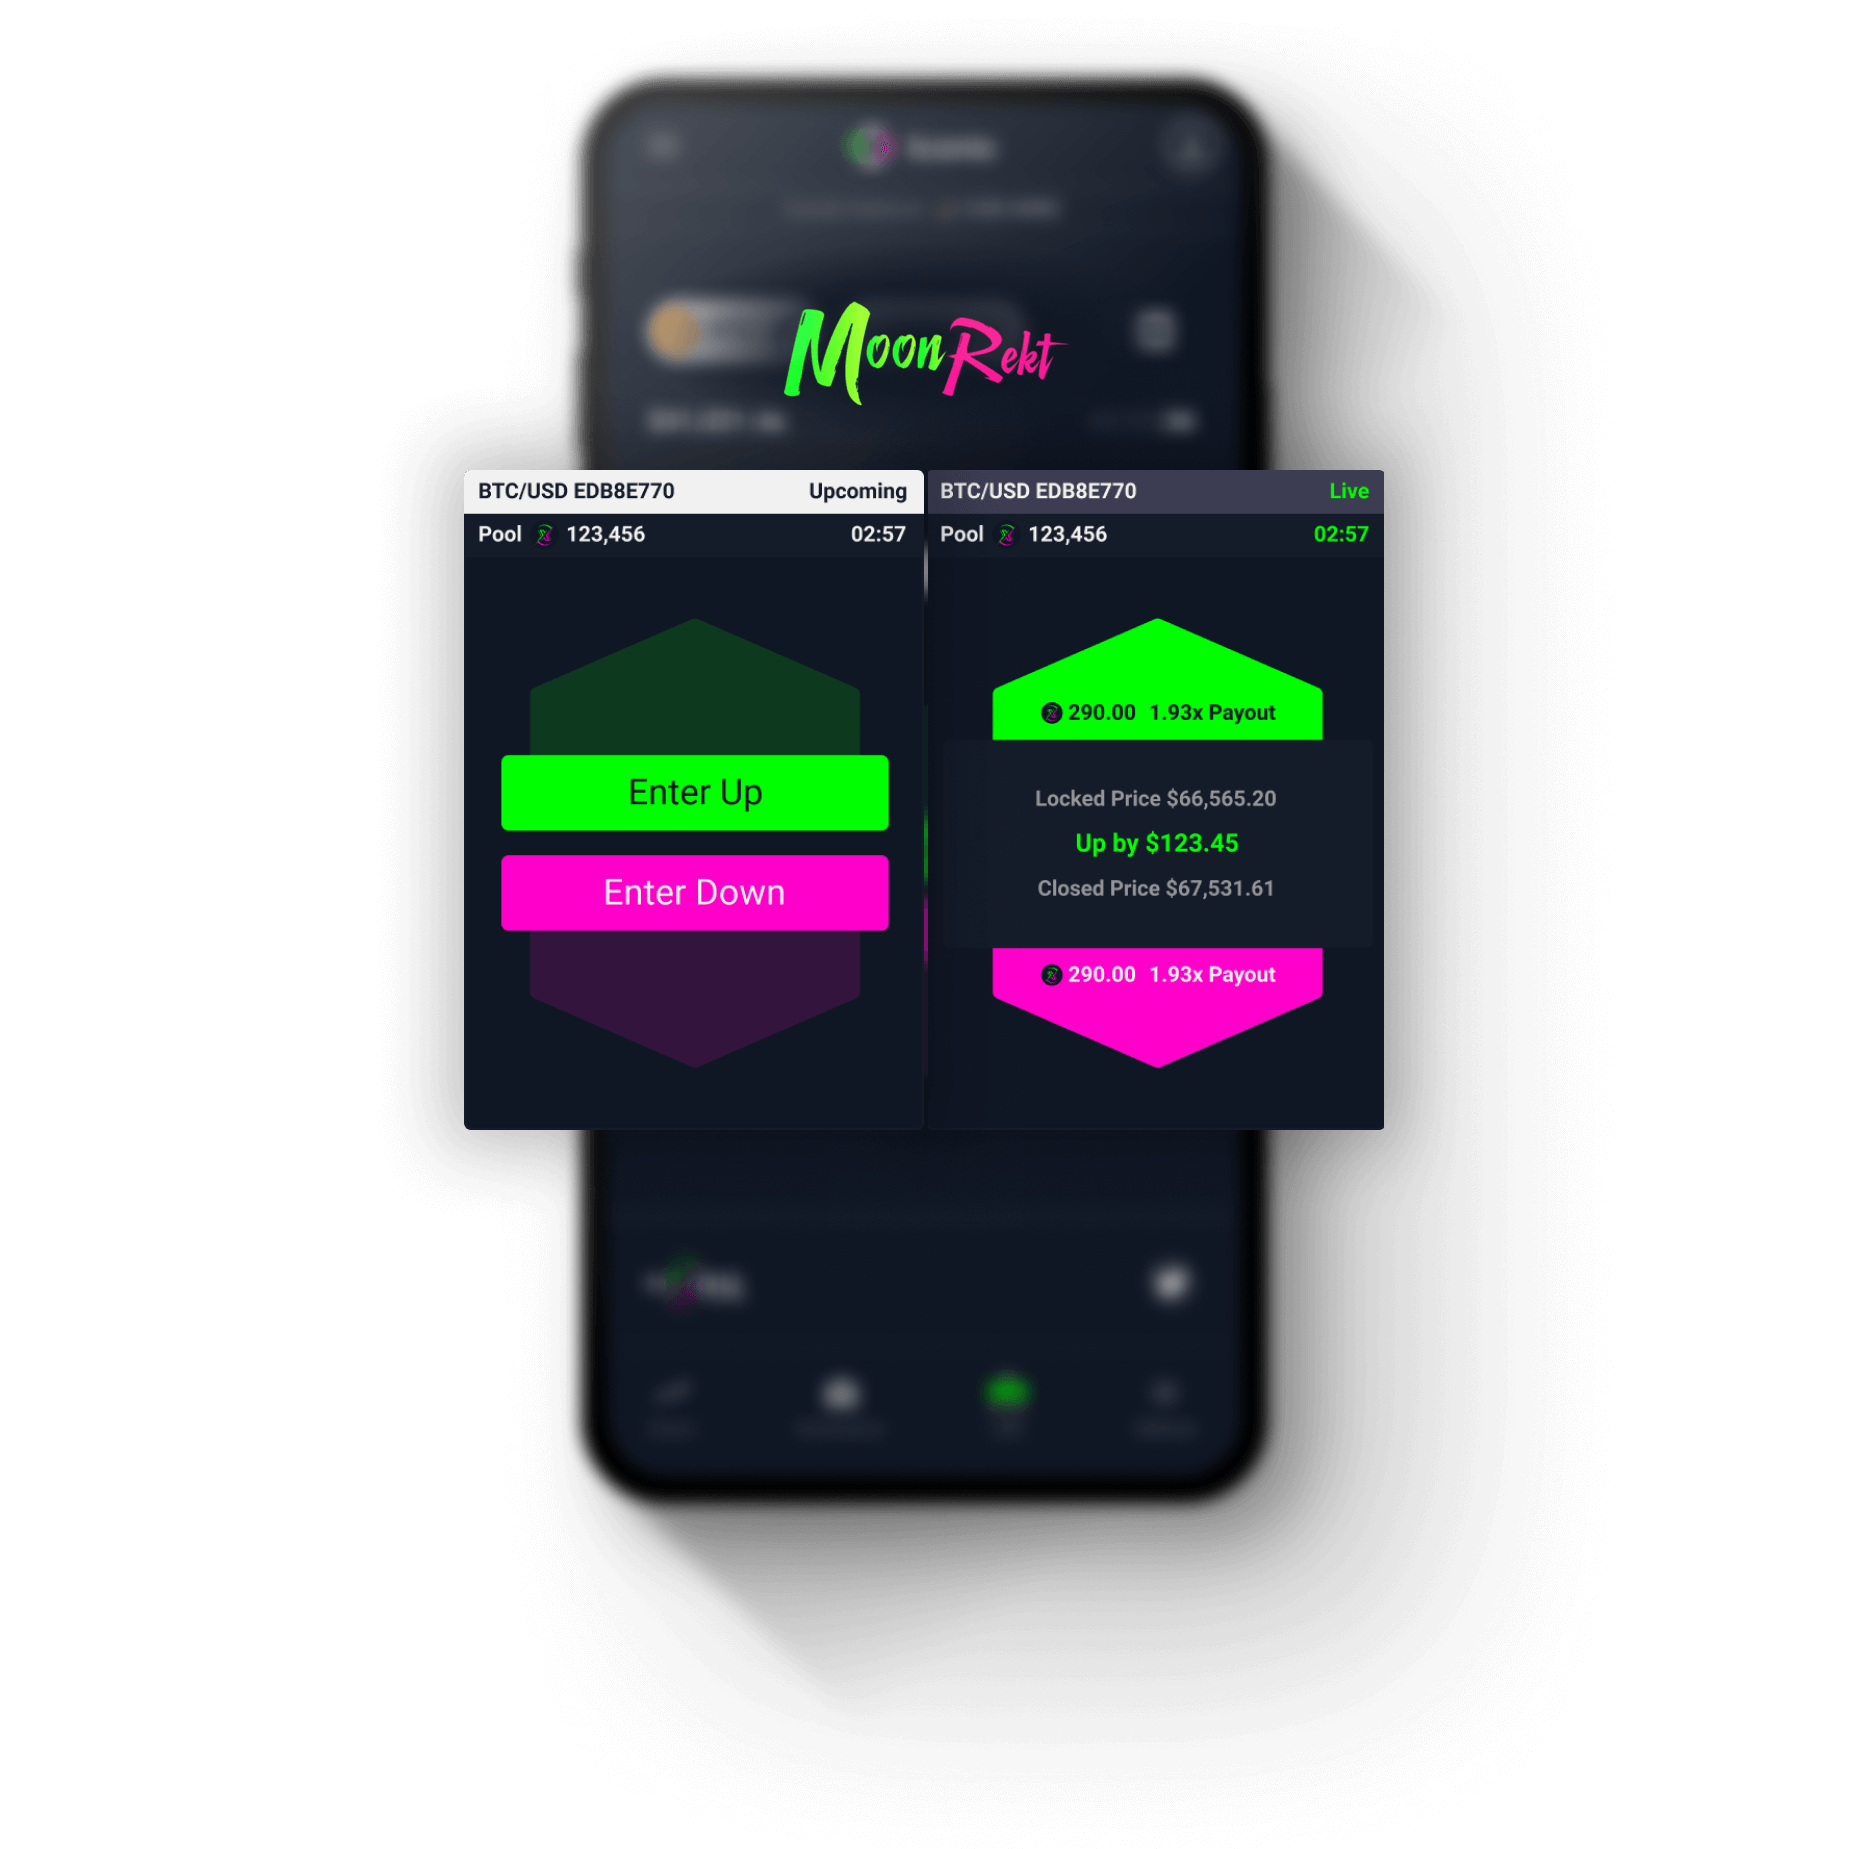 MoonRekt
BTC/USD EDB8E770 Upcoming
Pool 123,456 02:57
Enter Up
Enter Down
BTC/USD EDB8E770 Live
Pool 123,456 02:57
290.00 1.93x Payout
Locked Price $66,565.20
Up by $123.45
Closed Price $67,531.61
290.00 1.93x Payout